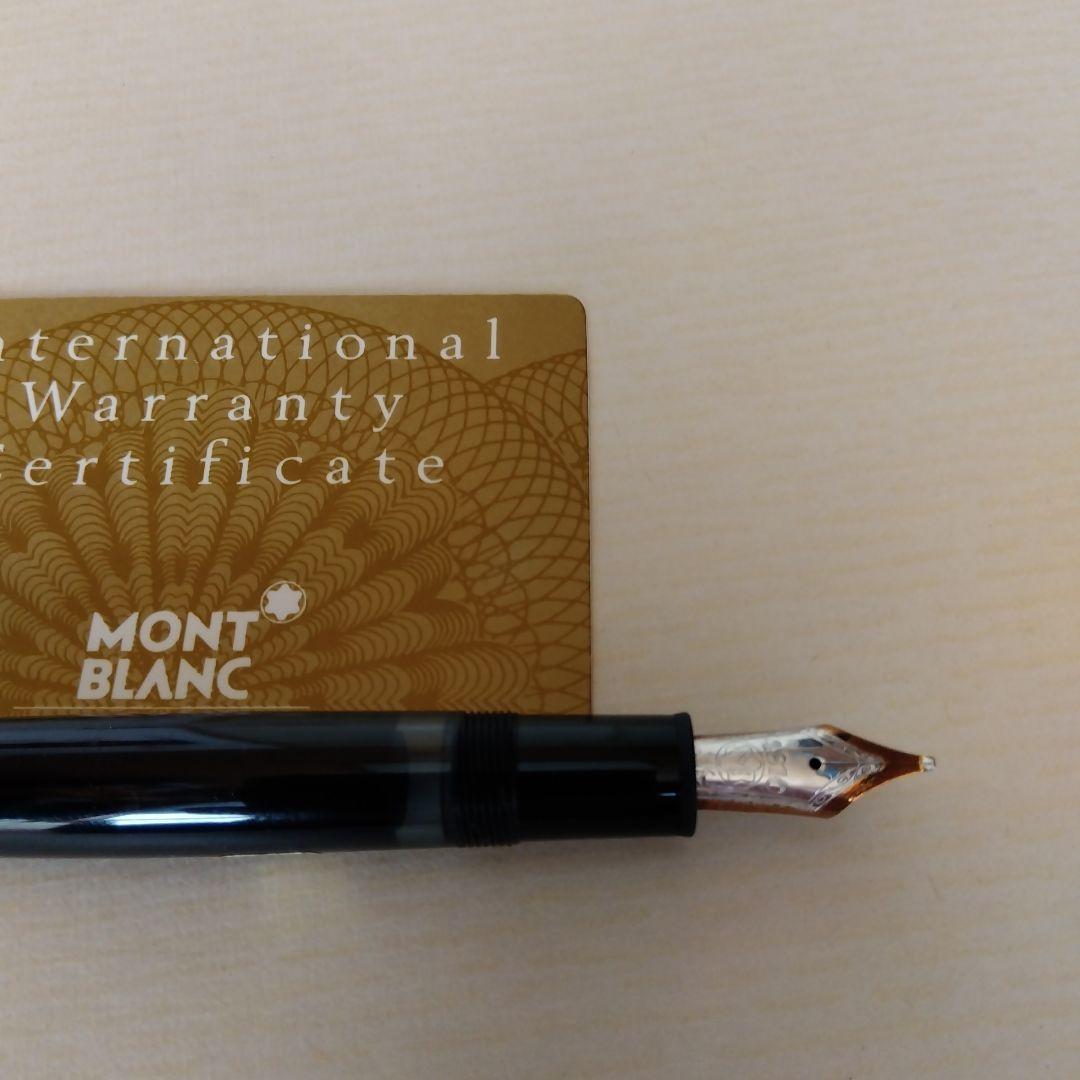 nternational
Warranty
ertificate
MONT
BLANC